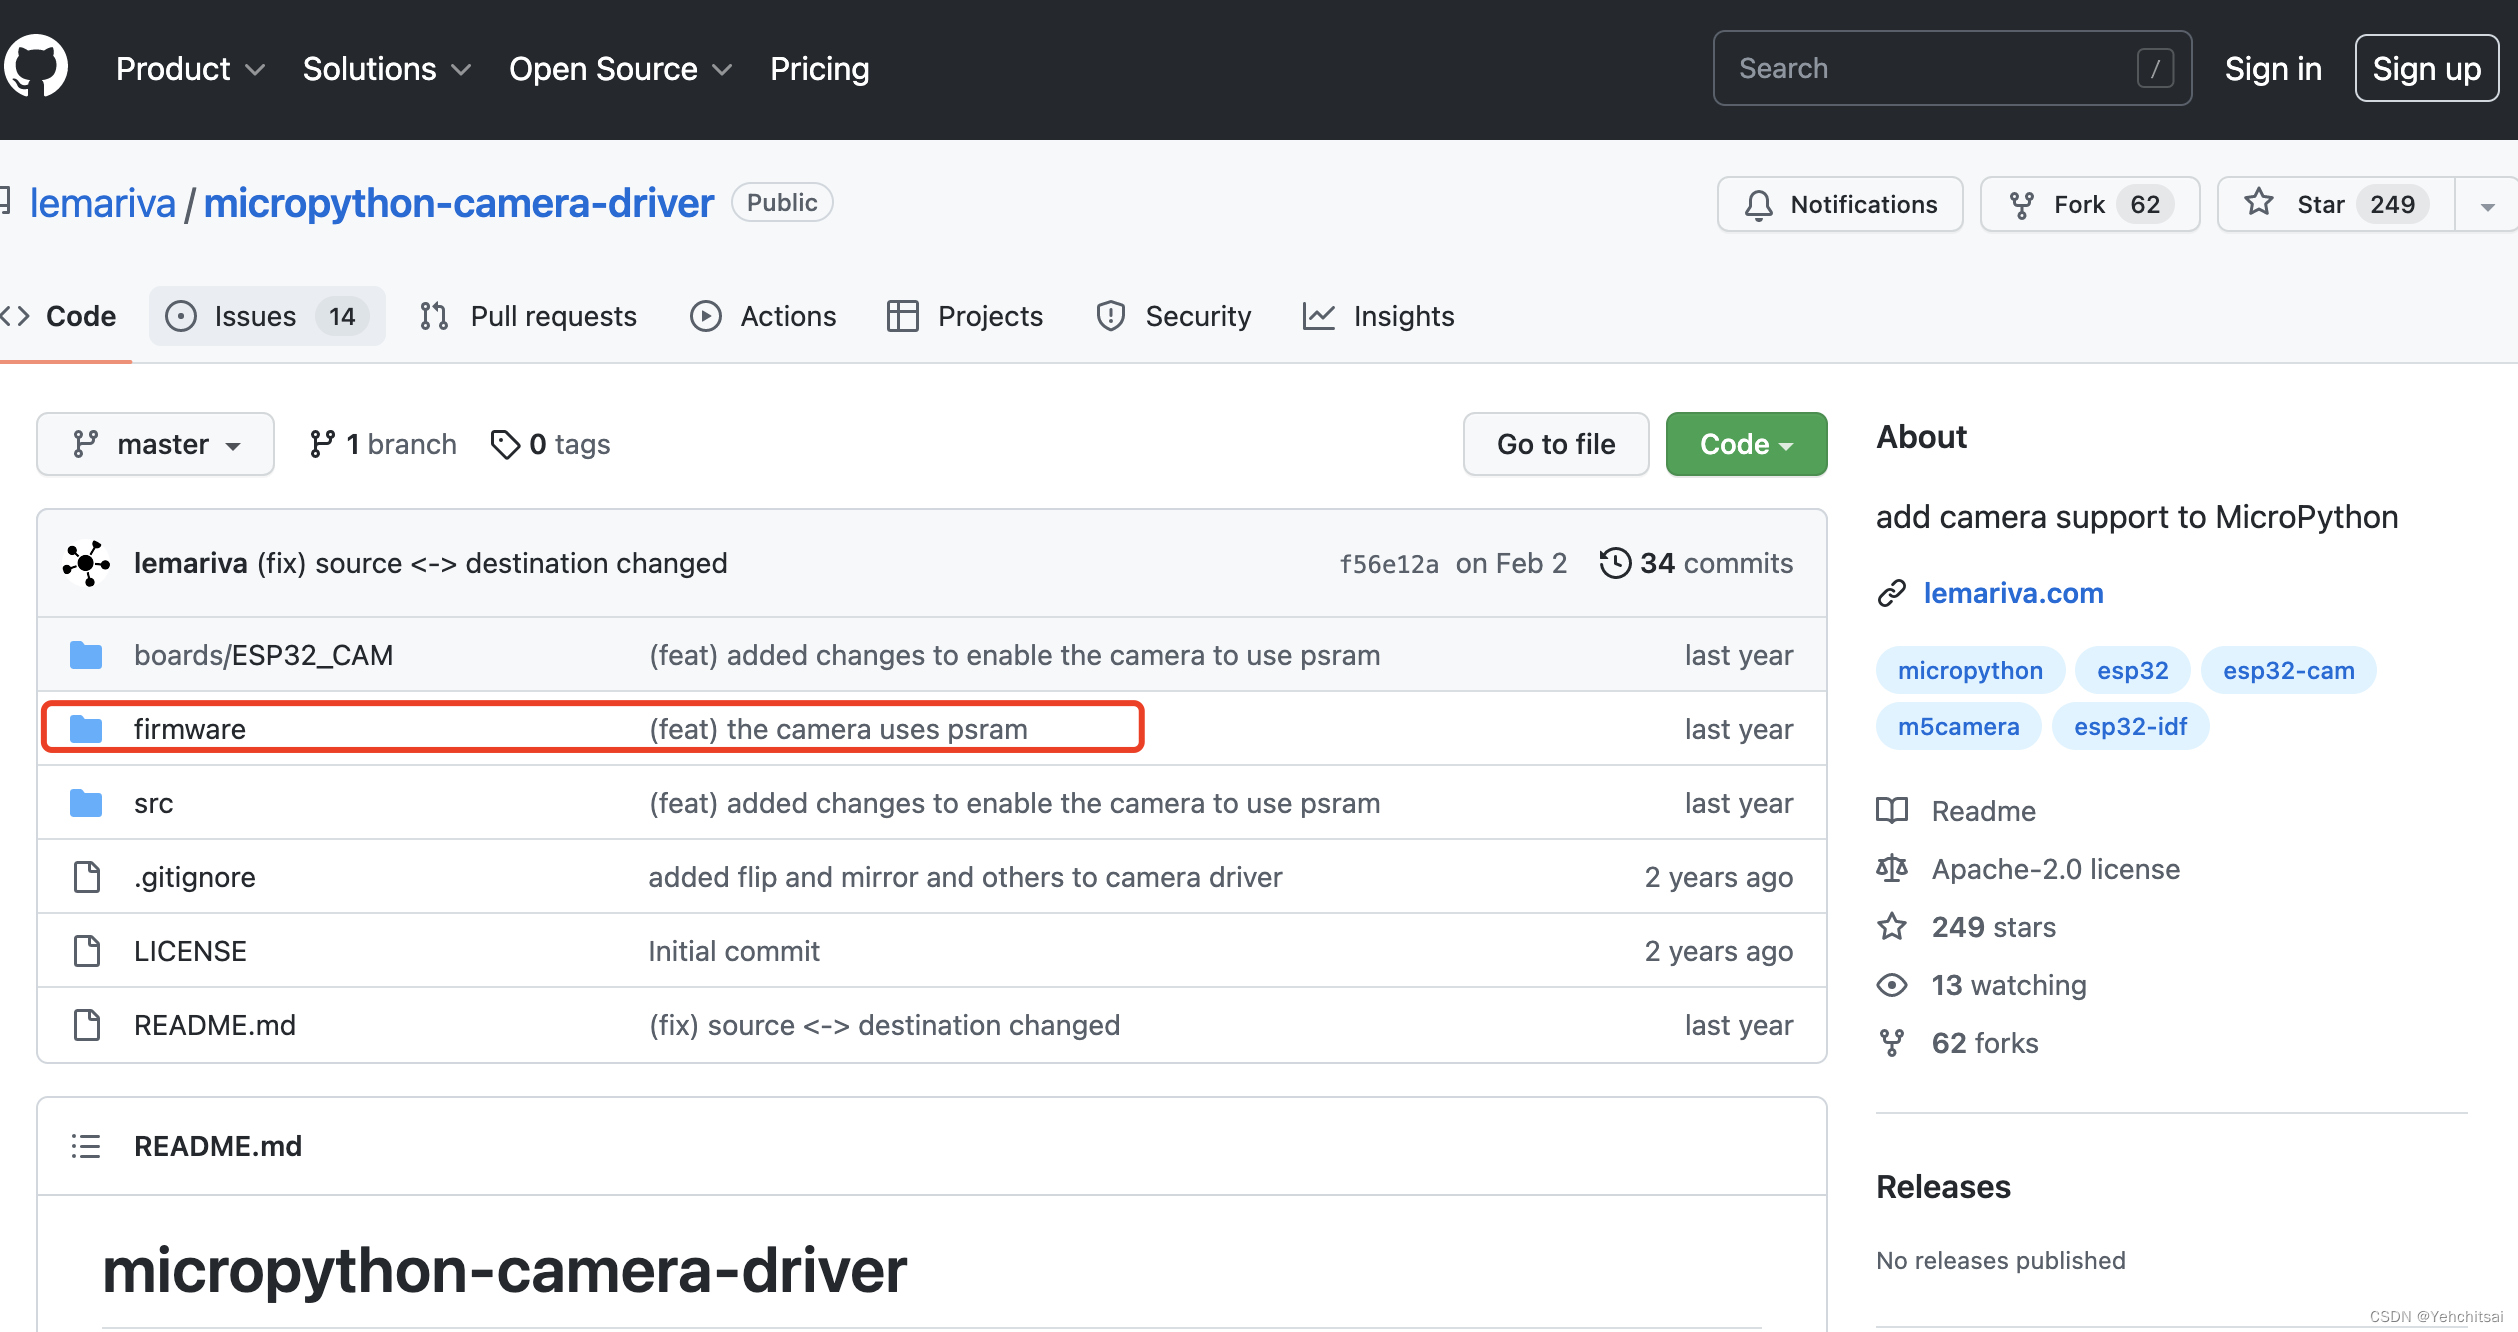 Product Solutions Open Source Pricing Search / Sign in Sign up
lemariva / micropython-camera-driver Public Notifications Fork 62 Star 249
Code Issues 14 Pull requests Actions Projects Security Insights
master 1 branch 0 tags Go to file Code
lemariva (fix) source <-> destination changed f56e12a on Feb 2 34 commits
boards/ESP32_CAM (feat) added changes to enable the camera to use psram last year
firmware (feat) the camera uses psram last year
src (feat) added changes to enable the camera to use psram last year
.gitignore added flip and mirror and others to camera driver 2 years ago
LICENSE Initial commit 2 years ago
README.md (fix) source <-> destination changed last year
README.md
micropython-camera-driver
About
add camera support to MicroPython
lemariva.com
micropython esp32 esp32-cam
m5camera esp32-idf
Readme
Apache-2.0 license
249 stars
13 watching
62 forks
Releases
No releases published
CSDN @Yehchitsai